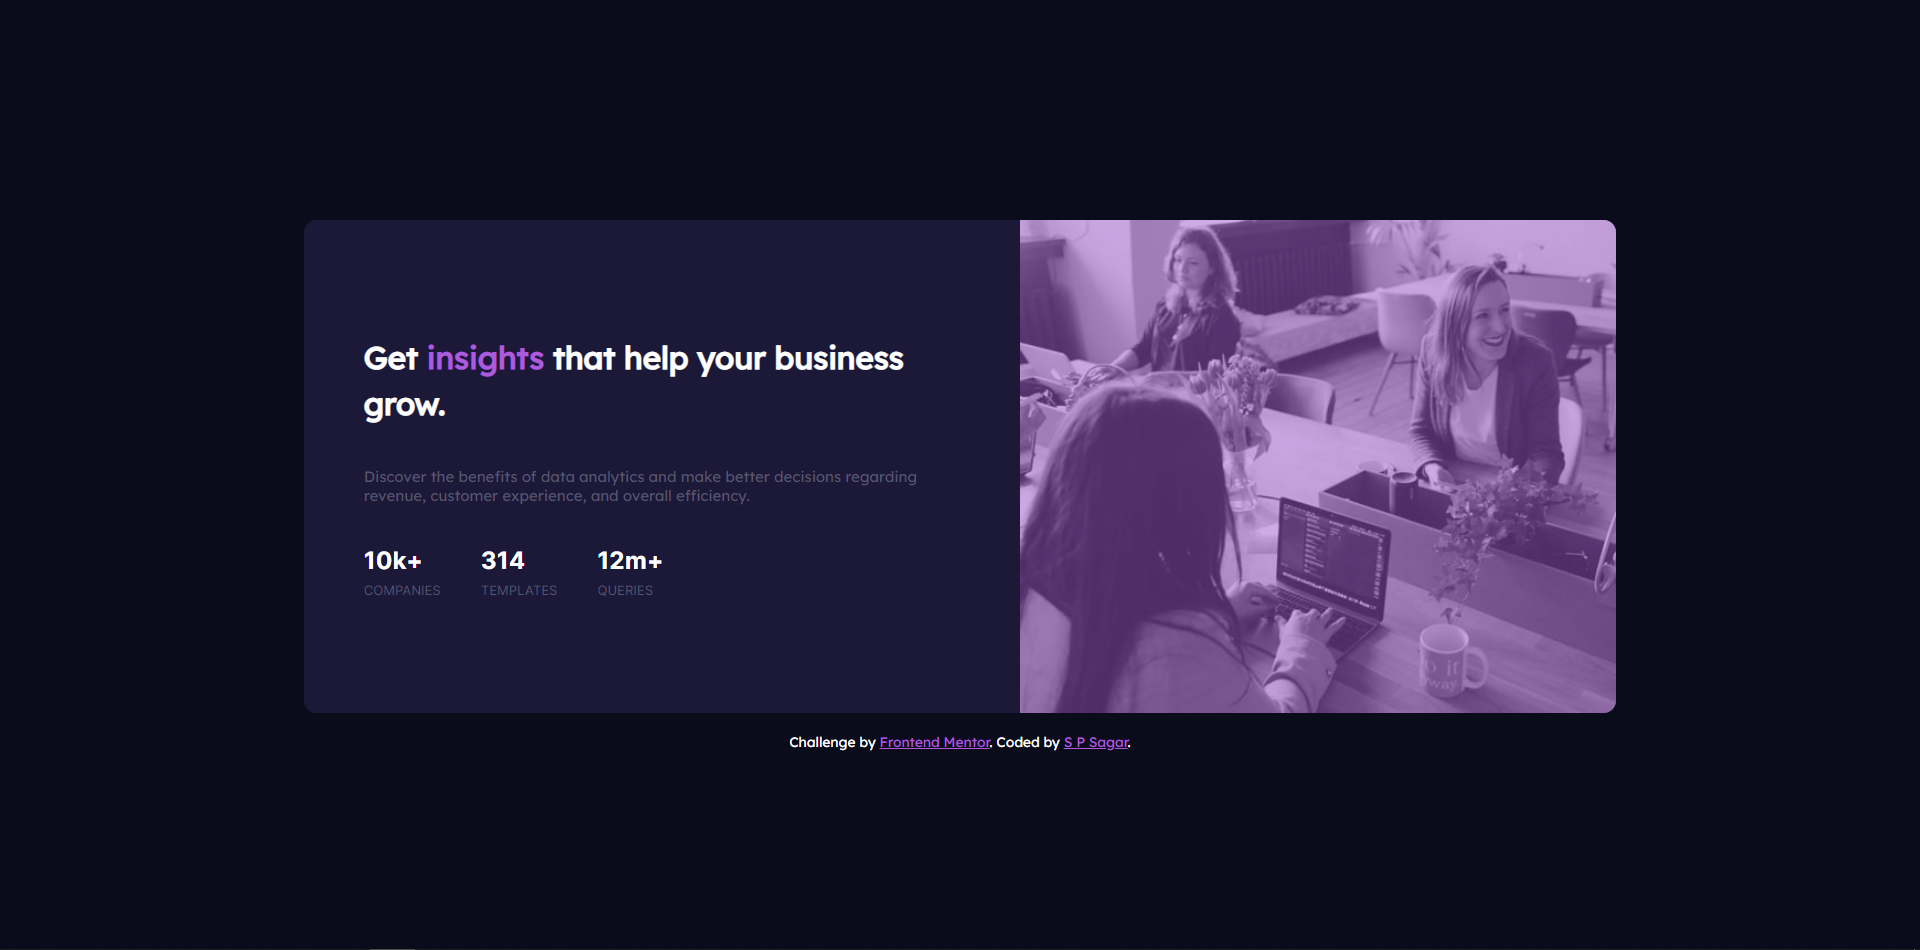 Get insights that help your business
grow.
Discover the benefits of data analytics and make better decisions regarding
revenue, customer experience, and overall efficiency.
10k+ 314 12m+
COMPANIES TEMPLATES QUERIES
Challenge by Frontend Mentor. Coded by S P Sagar.